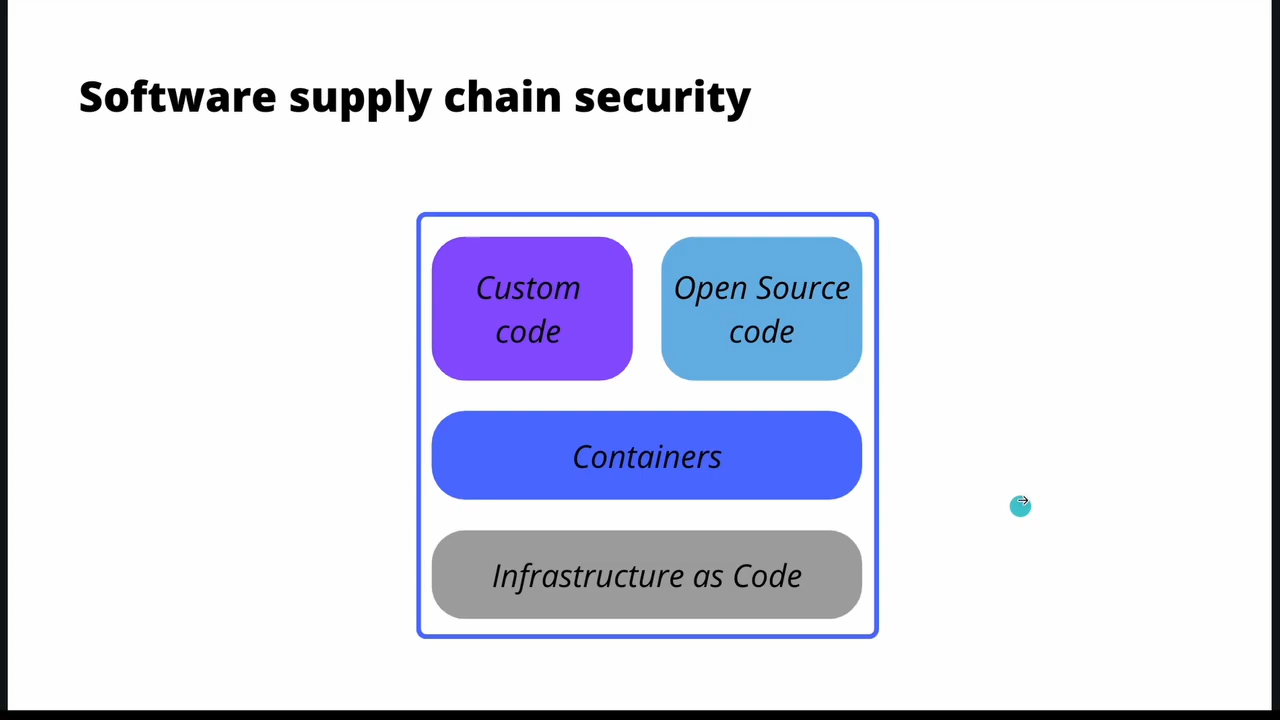 Software supply chain security
Custom
code
Open Source
code
Containers
Infrastructure as Code